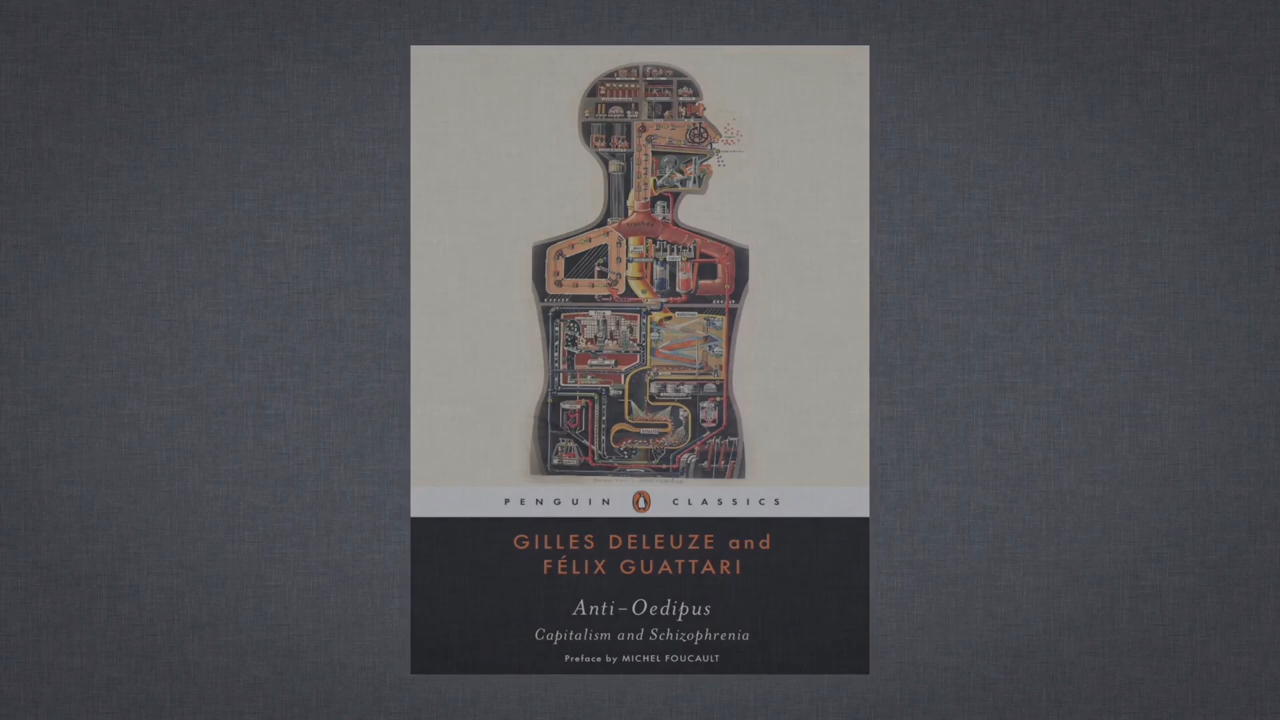 PENGUIN CLASSICS
GILLES DELEUZE and
FÉLIX GUATTARI
Anti-Oedipus
Capitalism and Schizophrenia
Preface by MICHEL FOUCAULT